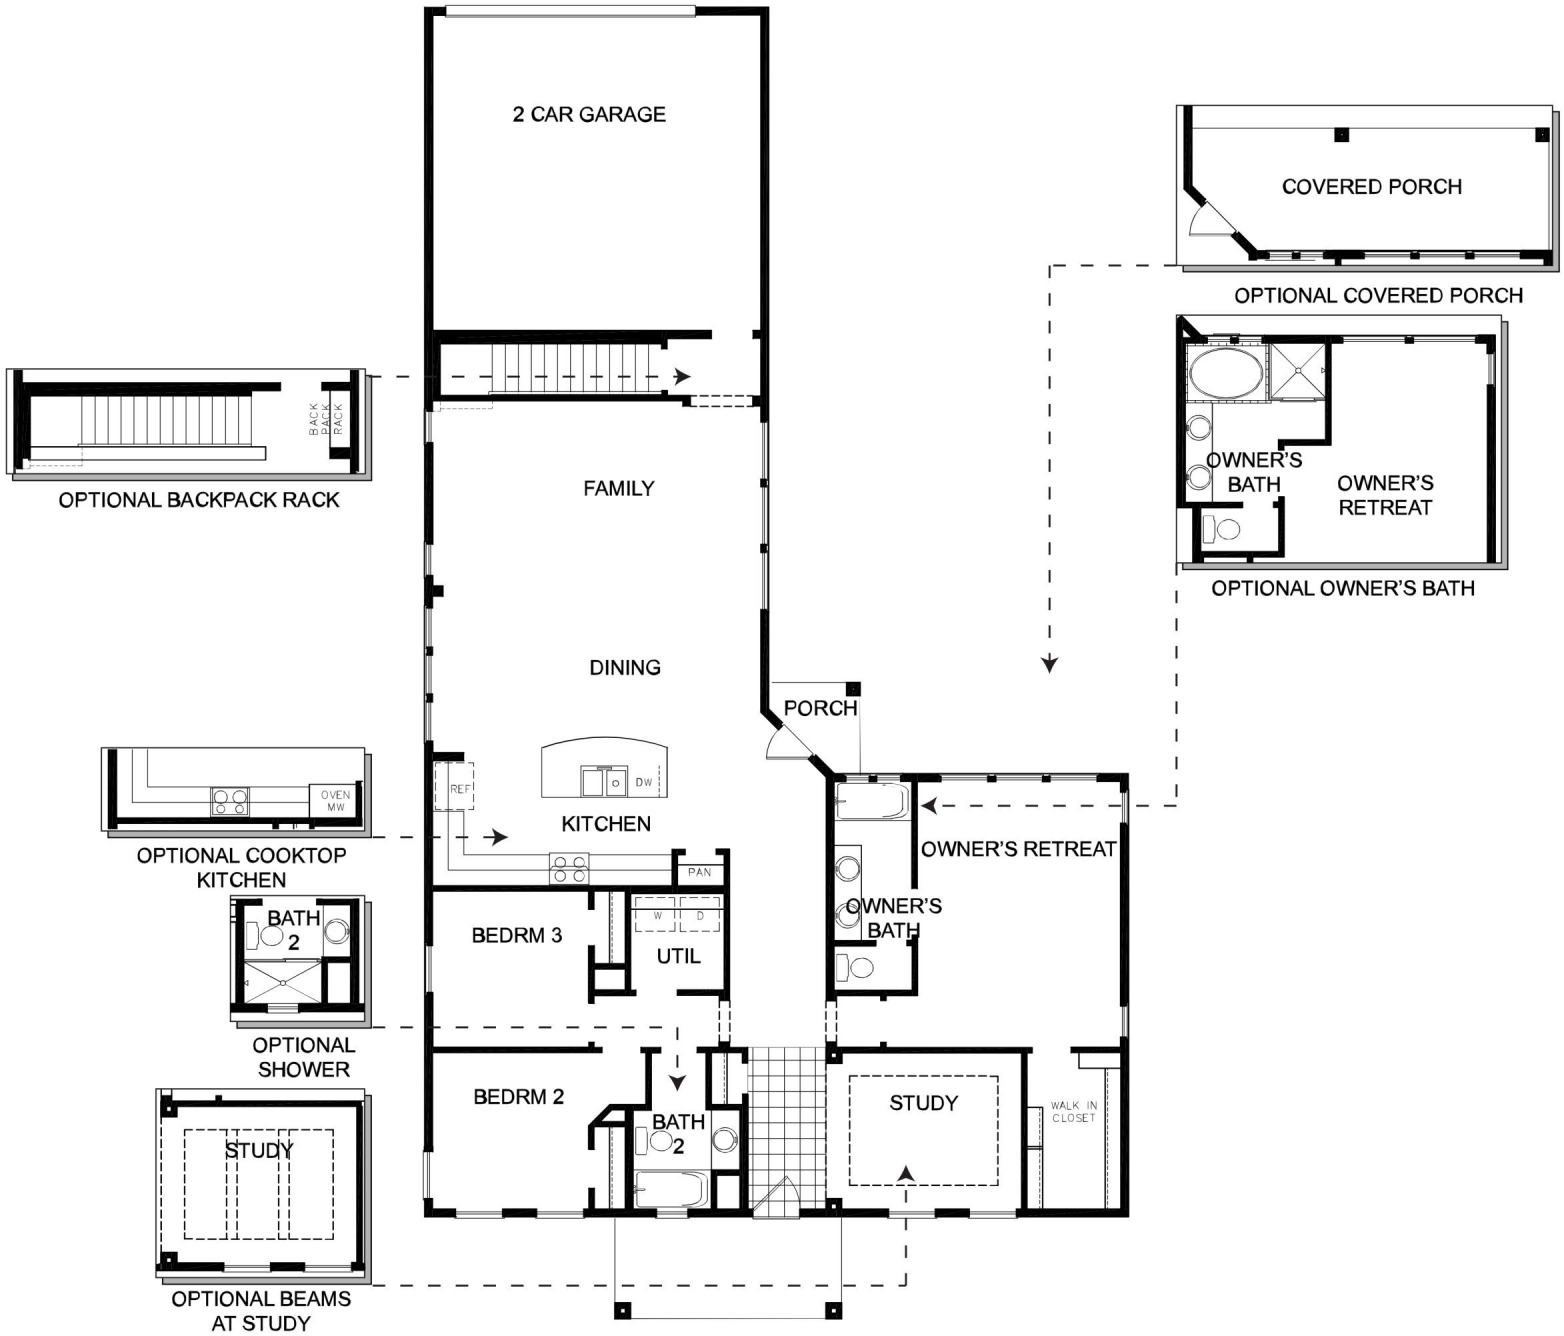 2 CAR GARAGE
COVERED PORCH
OPTIONAL COVERED PORCH
BACK
PACK
RACK
OPTIONAL BACKPACK RACK
FAMILY
OWNER'S
BATH
OWNER'S
RETREAT
OPTIONAL OWNER'S BATH
DINING
PORCH
REF
DW
KITCHEN
PAN
OVEN
MW
OPTIONAL COOKTOP
KITCHEN
OWNER'S RETREAT
OWNER'S
BATH
BATH
2
OPTIONAL
SHOWER
BEDRM 3
W
D
UTIL
BEDRM 2
BATH
2
STUDY
WALK IN
CLOSET
STUDY
OPTIONAL BEAMS
AT STUDY